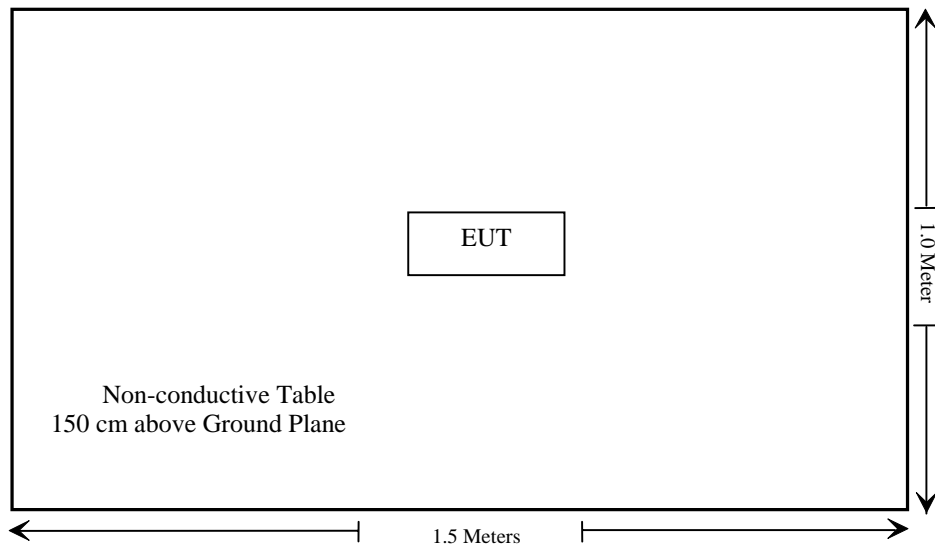 EUT
1.0 Meter
Non-conductive Table
150 cm above Ground Plane
1.5 Meters